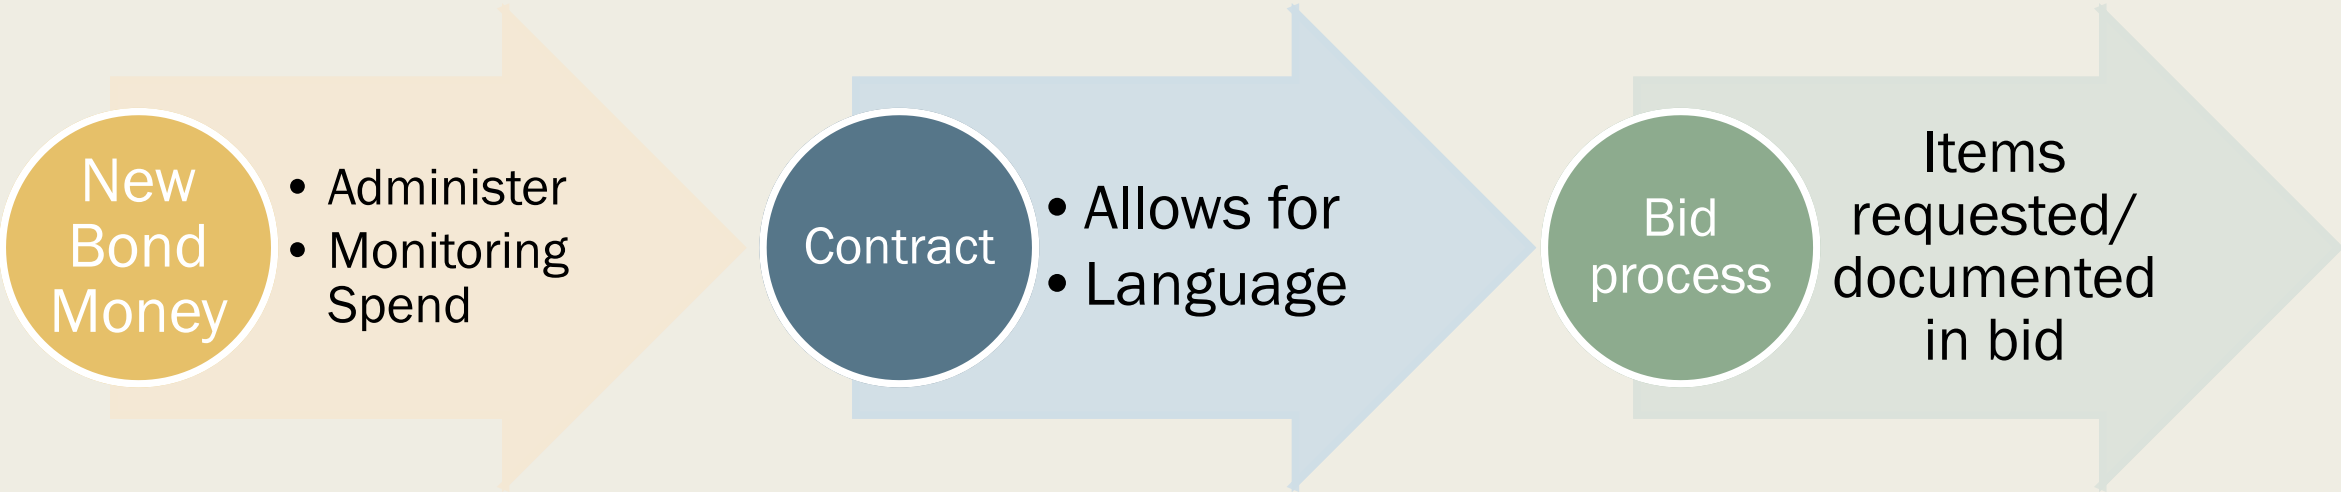 New
Bond
Money
• Administer
• Monitoring
Spend
Contract
• Allows for
• Language
Bid
process
Items
requested/
documented
in bid